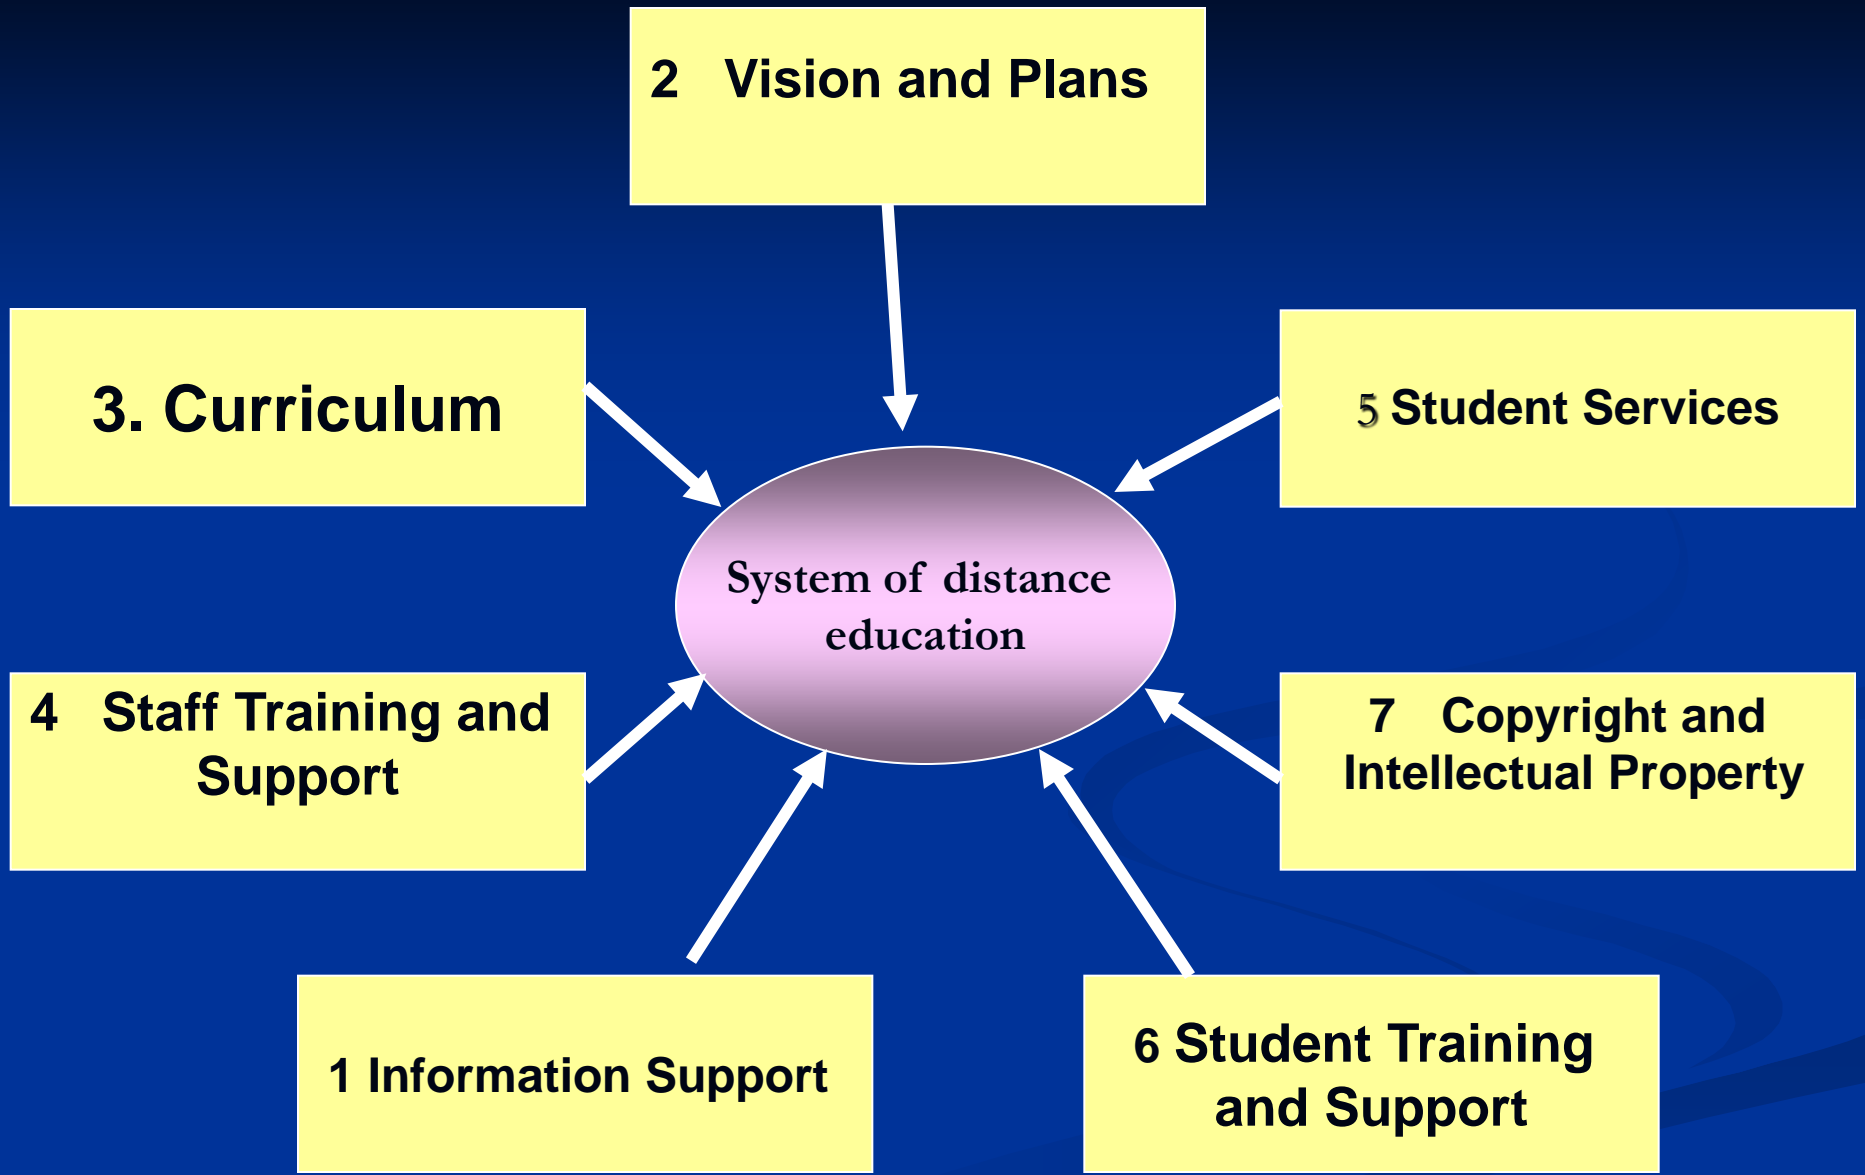 2 Vision and Plans
3. Curriculum
5 Student Services
System of distance
education
4 Staff Training and
Support
7 Copyright and
Intellectual Property
1 Information Support
6 Student Training
and Support